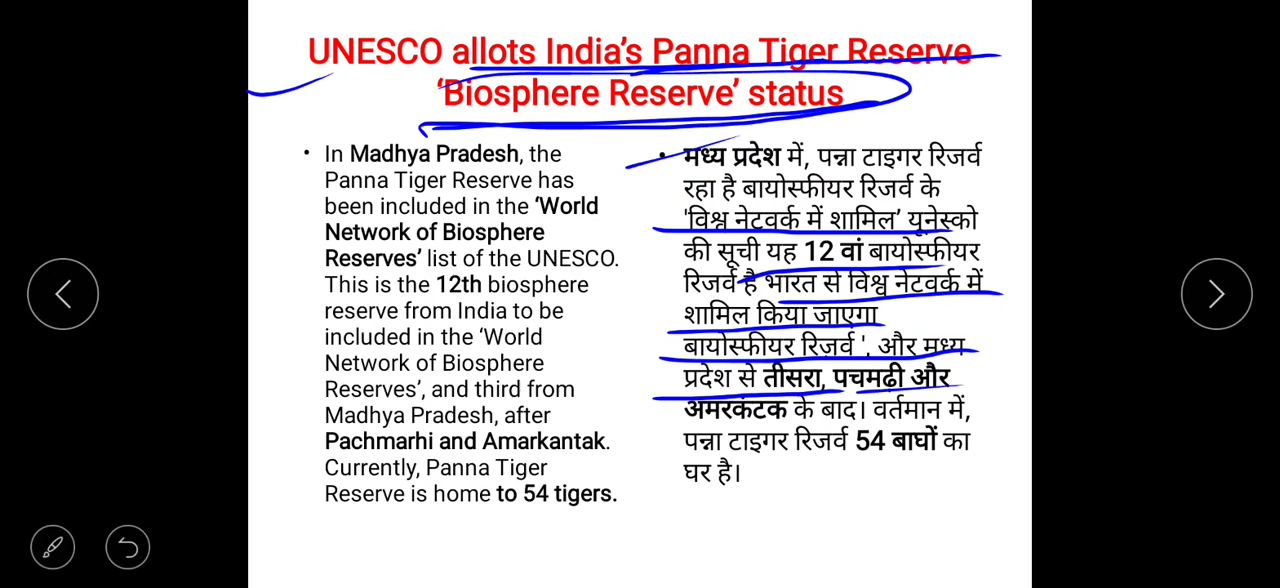 UNESCO allots India's Panna Tiger Reserve
'Biosphere Reserve' status
• In Madhya Pradesh, the
Panna Tiger Reserve has
been included in the 'World
Network of Biosphere
Reserves' list of the UNESCO.
This is the 12th biosphere
reserve from India to be
included in the 'World
Network of Biosphere
Reserves', and third from
Madhya Pradesh, after
Pachmarhi and Amarkantak.
Currently, Panna Tiger
Reserve is home to 54 tigers.
• मध्य प्रदेश में, पन्ना टाइगर रिजर्व
रहा है बायोस्फीयर रिजर्व के
'विश्व नेटवर्क में शामिल' यूनेस्को
की सूची यह 12 वां बायोस्फीयर
रिजर्व है भारत से विश्व नेटवर्क में
शामिल किया जाएगा
बायोस्फीयर रिजर्व ', और मध्य
प्रदेश से तीसरा, पचमढ़ी और
अमरकंटक के बाद। वर्तमान में,
पन्ना टाइगर रिजर्व 54 बाघों का
घर है।